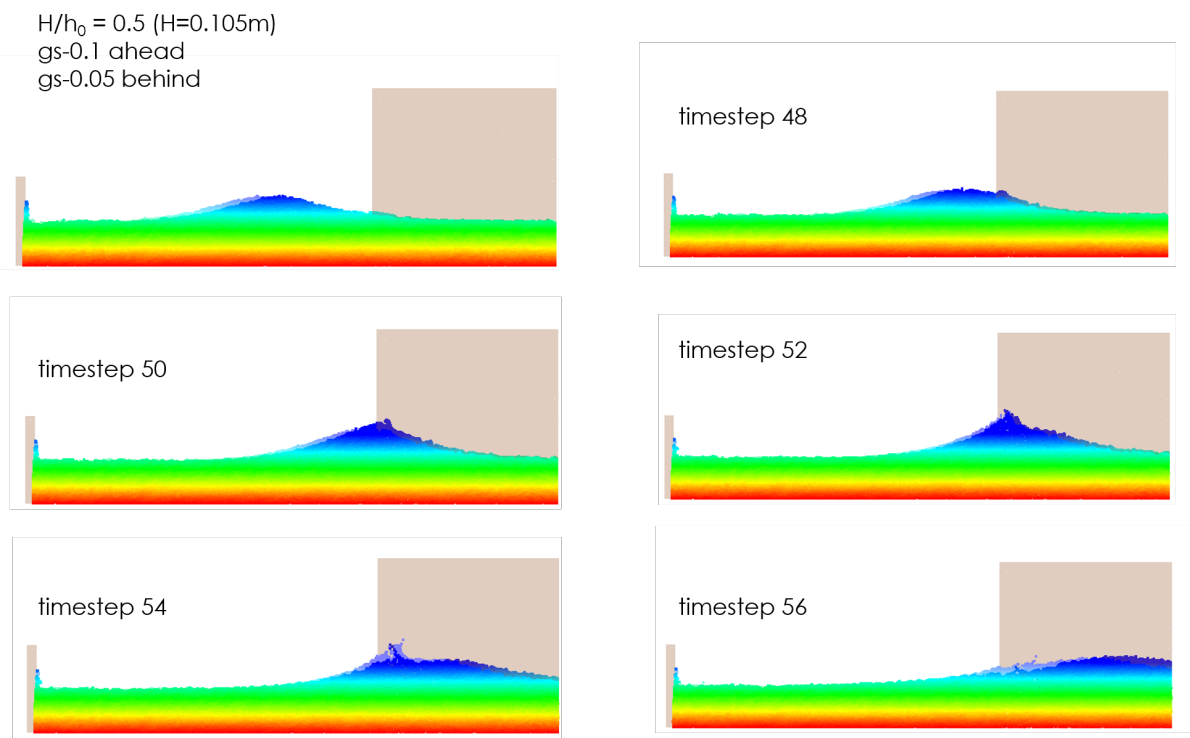 H/h₀ = 0.5 (H=0.105m)
gs-0.1 ahead
gs-0.05 behind
timestep 48
timestep 50
timestep 52
timestep 54
timestep 56